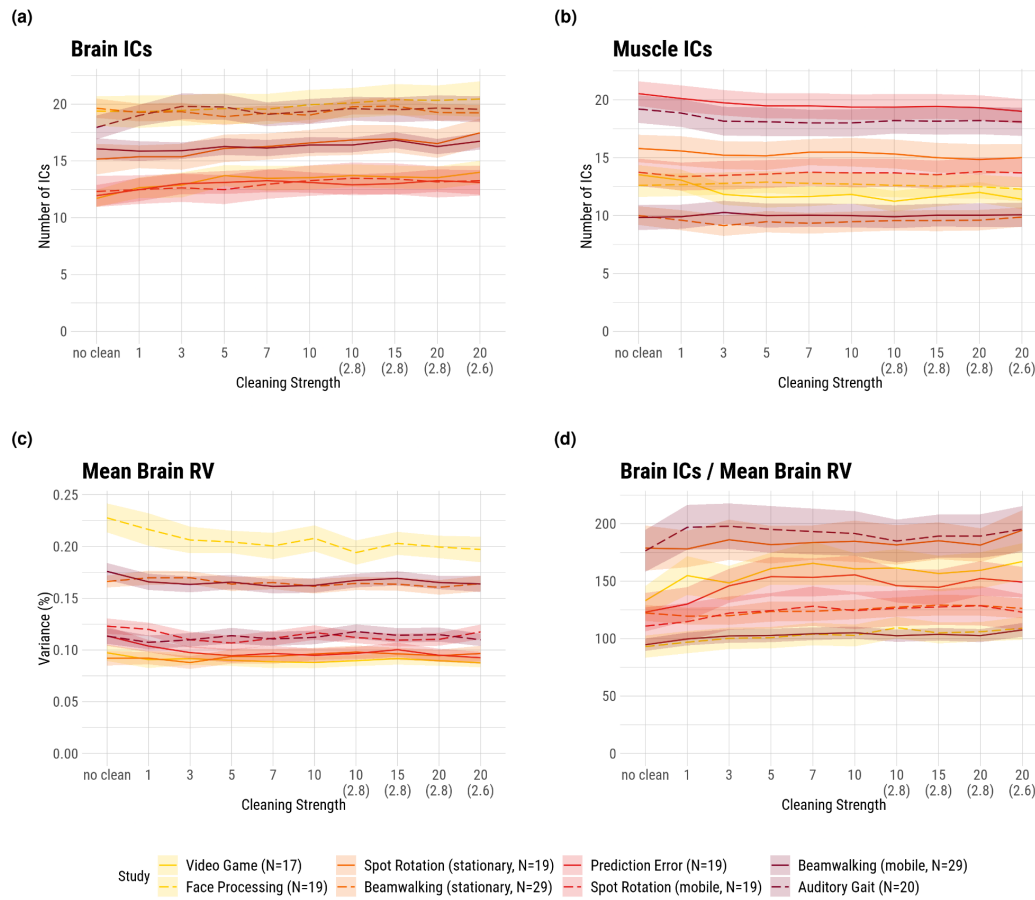 (a)
Brain ICs
Number of ICs
20
15
10
5
0
no clean 1 3 5 7 10 10 15 20 20
(2.8) (2.8) (2.8) (2.6)
Cleaning Strength
(b)
Muscle ICs
Number of ICs
20
15
10
5
0
no clean 1 3 5 7 10 10 15 20 20
(2.8) (2.8) (2.8) (2.6)
Cleaning Strength
(c)
Mean Brain RV
Variance (%)
0.25
0.20
0.15
0.10
0.05
0.00
no clean 1 3 5 7 10 10 15 20 20
(2.8) (2.8) (2.8) (2.6)
Cleaning Strength
(d)
Brain ICs / Mean Brain RV
200
150
100
50
0
no clean 1 3 5 7 10 10 15 20 20
(2.8) (2.8) (2.8) (2.6)
Cleaning Strength
Study
Video Game (N=17)
Face Processing (N=19)
Spot Rotation (stationary, N=19)
Beamwalking (stationary, N=29)
Prediction Error (N=19)
Spot Rotation (mobile, N=19)
Beamwalking (mobile, N=29)
Auditory Gait (N=20)